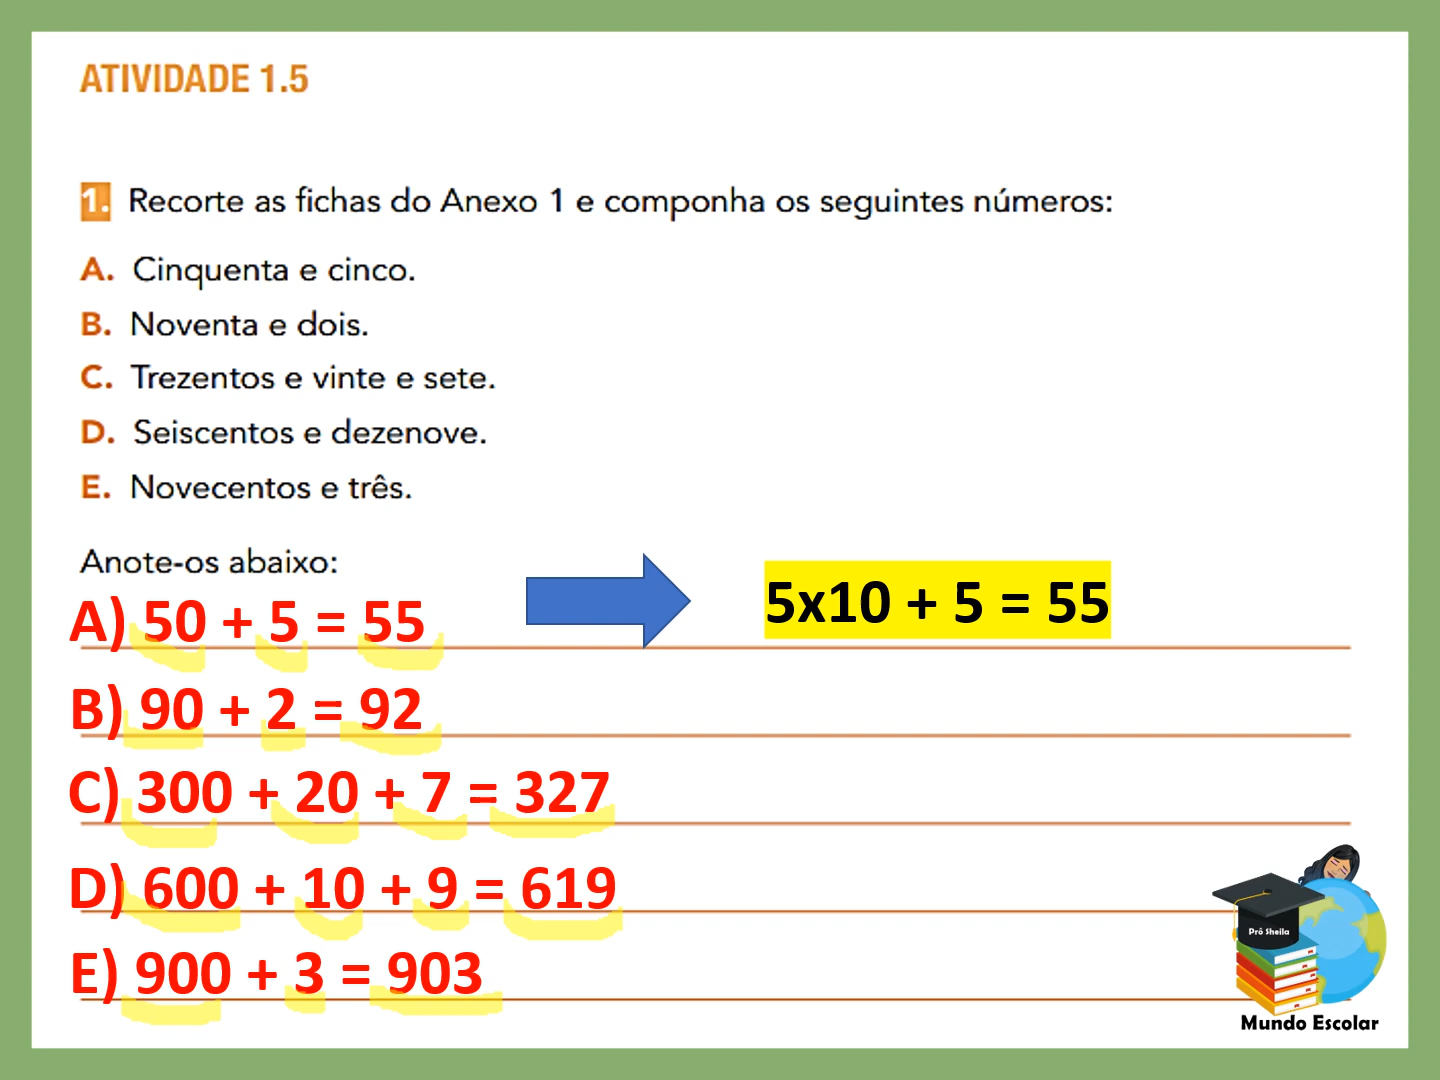 ATIVIDADE 1.5
1. Recorte as fichas do Anexo 1 e componha os seguintes números:
A. Cinquenta e cinco.
B. Noventa e dois.
C. Trezentos e vinte e sete.
D. Seiscentos e dezenove.
E. Novecentos e três.
Anote-os abaixo:
A) 50 + 5 = 55
5x10 + 5 = 55
B) 90 + 2 = 92
C) 300 + 20 + 7 = 327
D) 600 + 10 + 9 = 619
E) 900 + 3 = 903
Prô Sheila
Mundo Escolar